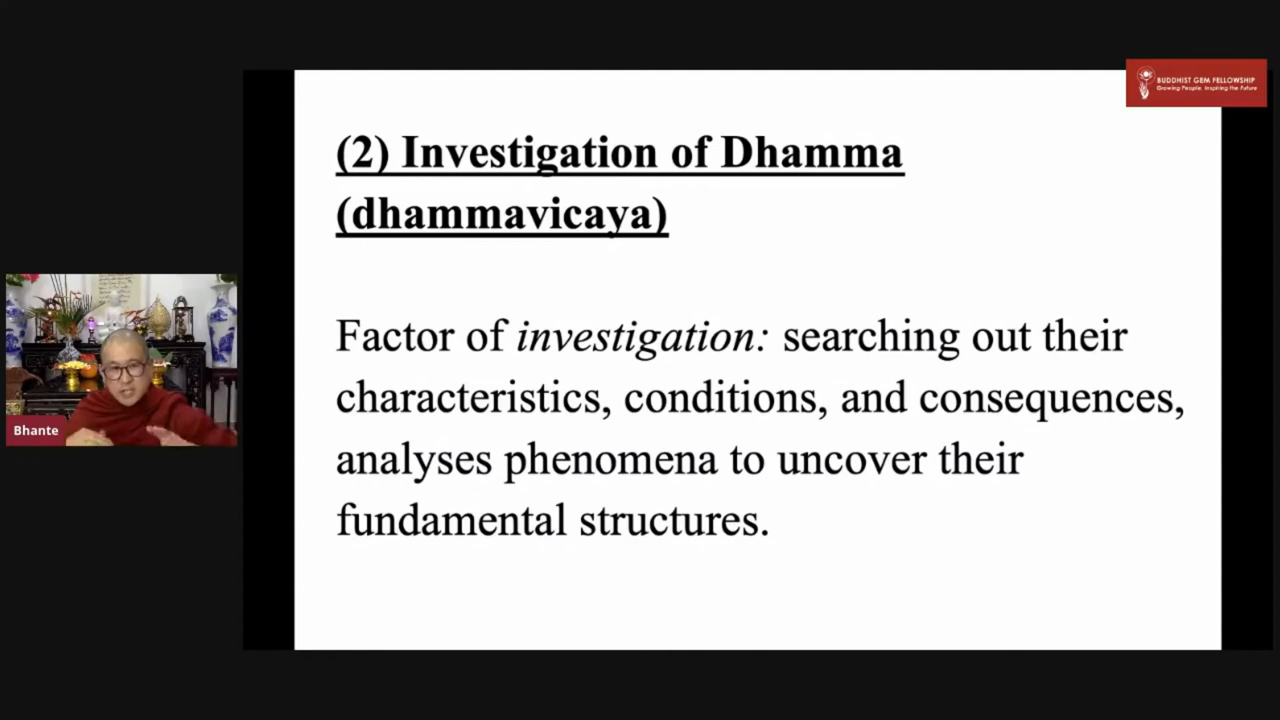 BUDDHIST GEM FELLOWSHIP
Growing People, Inspiring the Future
(2) Investigation of Dhamma
(dhammavicaya)
Factor of investigation: searching out their
characteristics, conditions, and consequences,
analyses phenomena to uncover their
fundamental structures.
Bhante